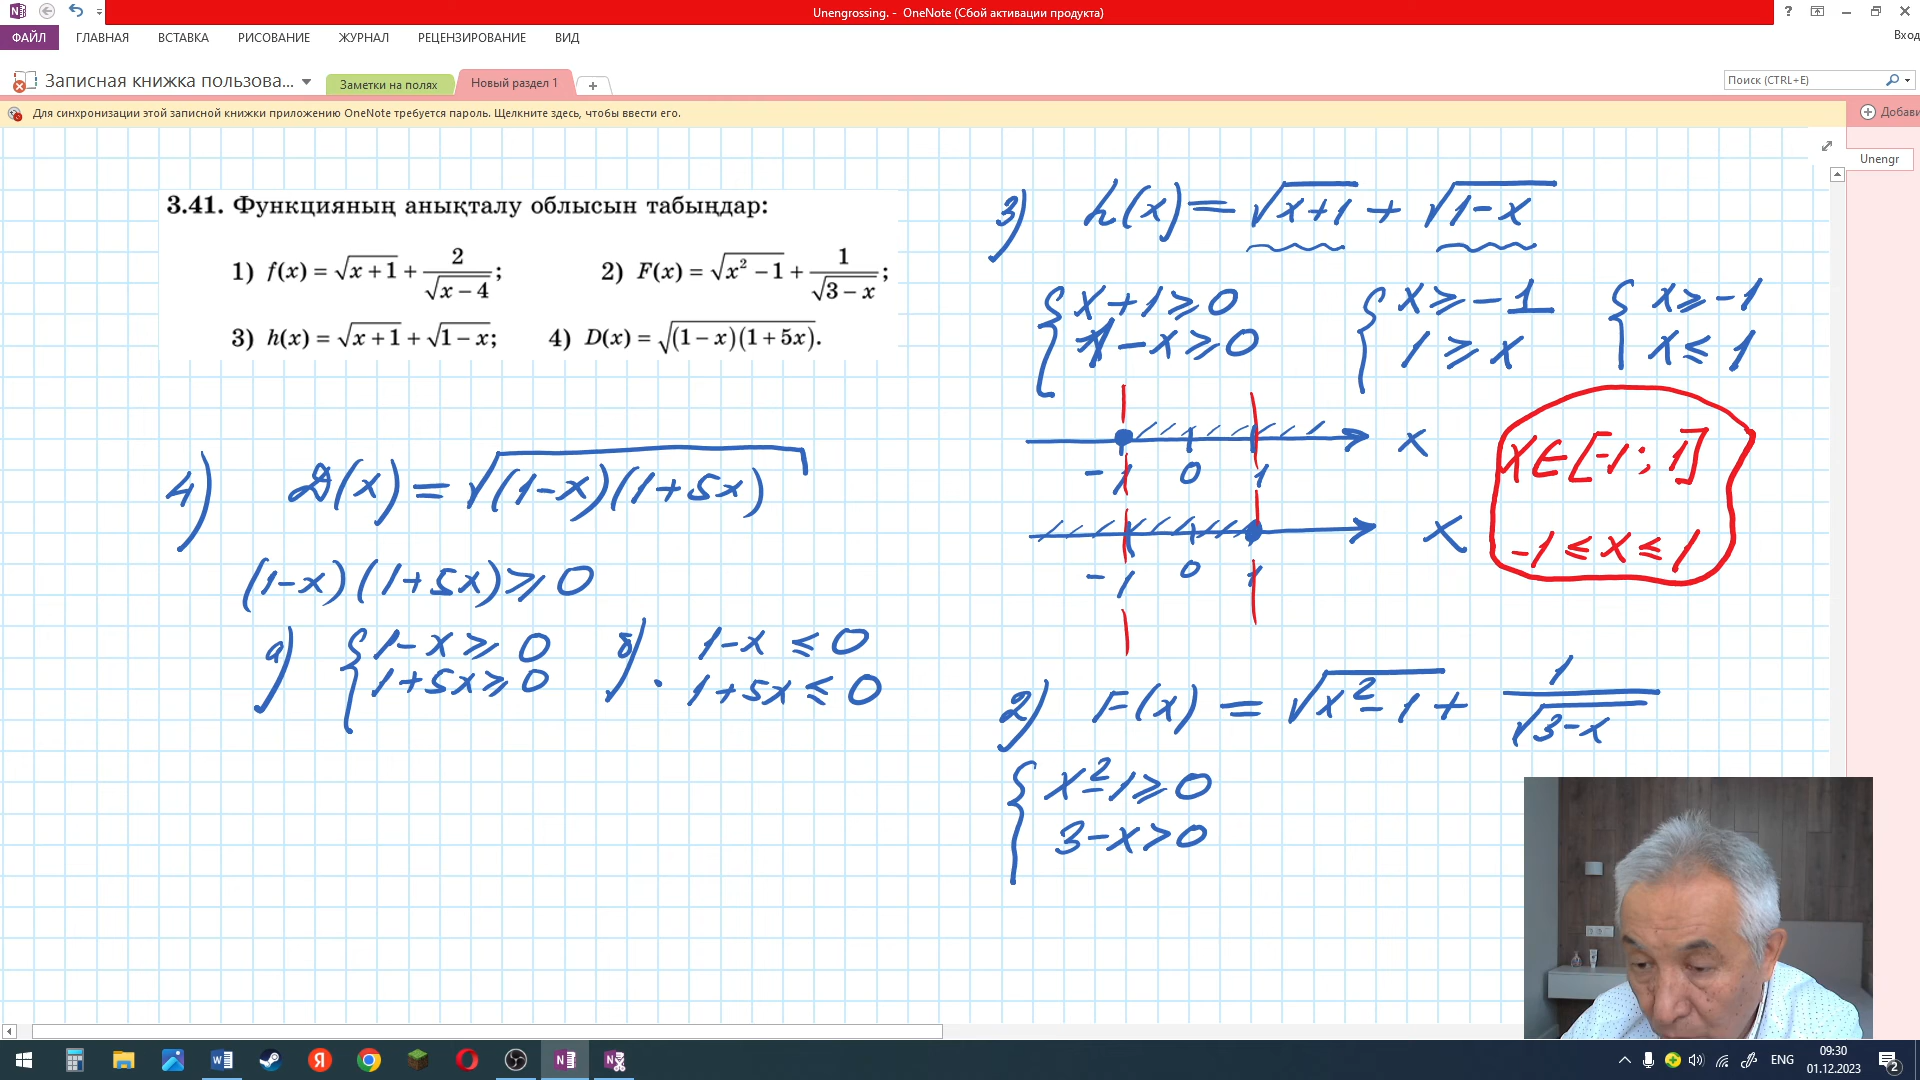 Unengrossing. - OneNote (Сбой активации продукта)
ФАЙЛ ГЛАВНАЯ ВСТАВКА РИСОВАНИЕ ЖУРНАЛ РЕЦЕНЗИРОВАНИЕ ВИД
Вход
Записная книжка пользова... Заметки на полях Новый раздел 1
Поиск (CTRL+E)
Для синхронизации этой записной книжки приложению OneNote требуется пароль. Щелкните здесь, чтобы ввести его.
Добави
Unengr
3.41. Функцияның анықталу облысын табыңдар:
1) f(x) = √(x + 1) + 2/√(x − 4); 2) F(x) = √(x² − 1) + 1/√(3 − x);
3) h(x) = √(x + 1) + √(1 − x); 4) D(x) = √((1 − x)(1 + 5x)).
4) D(x) = √((1-x)(1+5x))
(1-x)(1+5x) ⩾ 0
а) { 1-x ⩾ 0 б) 1-x ⩽ 0
1+5x ⩾ 0 1+5x ⩽ 0
3) h(x) = √(x+1) + √(1-x)
{ x+1 ⩾ 0 { x ⩾ -1 { x ⩾ -1
1-x ⩾ 0 1 ⩾ x x ⩽ 1
x
-1 0 1
x
-1 0 1
x∈[-1; 1]
-1 ⩽ x ⩽ 1
2) F(x) = √(x²-1) + 1/√(3-x)
{ x²-1 ⩾ 0
3-x > 0
ENG
09:30
01.12.2023
2